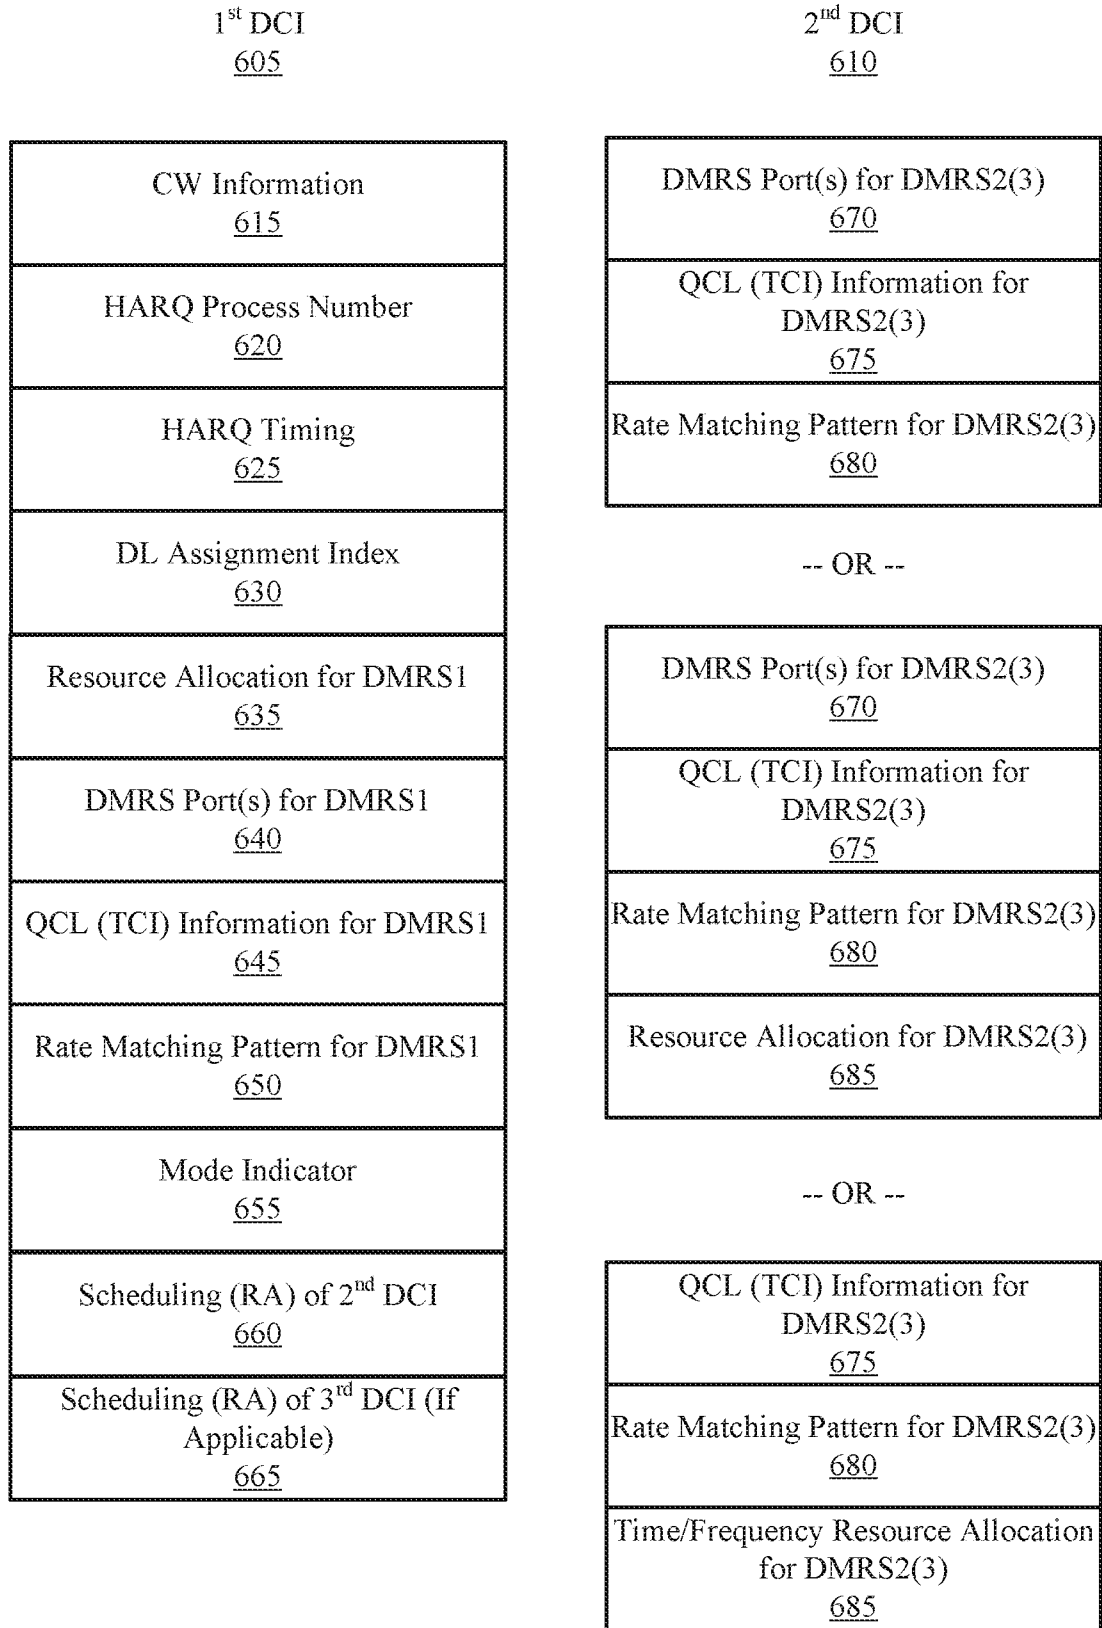 1st DCI
605
CW Information
615
HARQ Process Number
620
HARQ Timing
625
DL Assignment Index
630
Resource Allocation for DMRS1
635
DMRS Port(s) for DMRS1
640
QCL (TCI) Information for DMRS1
645
Rate Matching Pattern for DMRS1
650
Mode Indicator
655
Scheduling (RA) of 2nd DCI
660
Scheduling (RA) of 3rd DCI (If
Applicable)
665
2nd DCI
610
DMRS Port(s) for DMRS2(3)
670
QCL (TCI) Information for
DMRS2(3)
675
Rate Matching Pattern for DMRS2(3)
680
-- OR --
DMRS Port(s) for DMRS2(3)
670
QCL (TCI) Information for
DMRS2(3)
675
Rate Matching Pattern for DMRS2(3)
680
Resource Allocation for DMRS2(3)
685
-- OR --
QCL (TCI) Information for
DMRS2(3)
675
Rate Matching Pattern for DMRS2(3)
680
Time/Frequency Resource Allocation
for DMRS2(3)
685